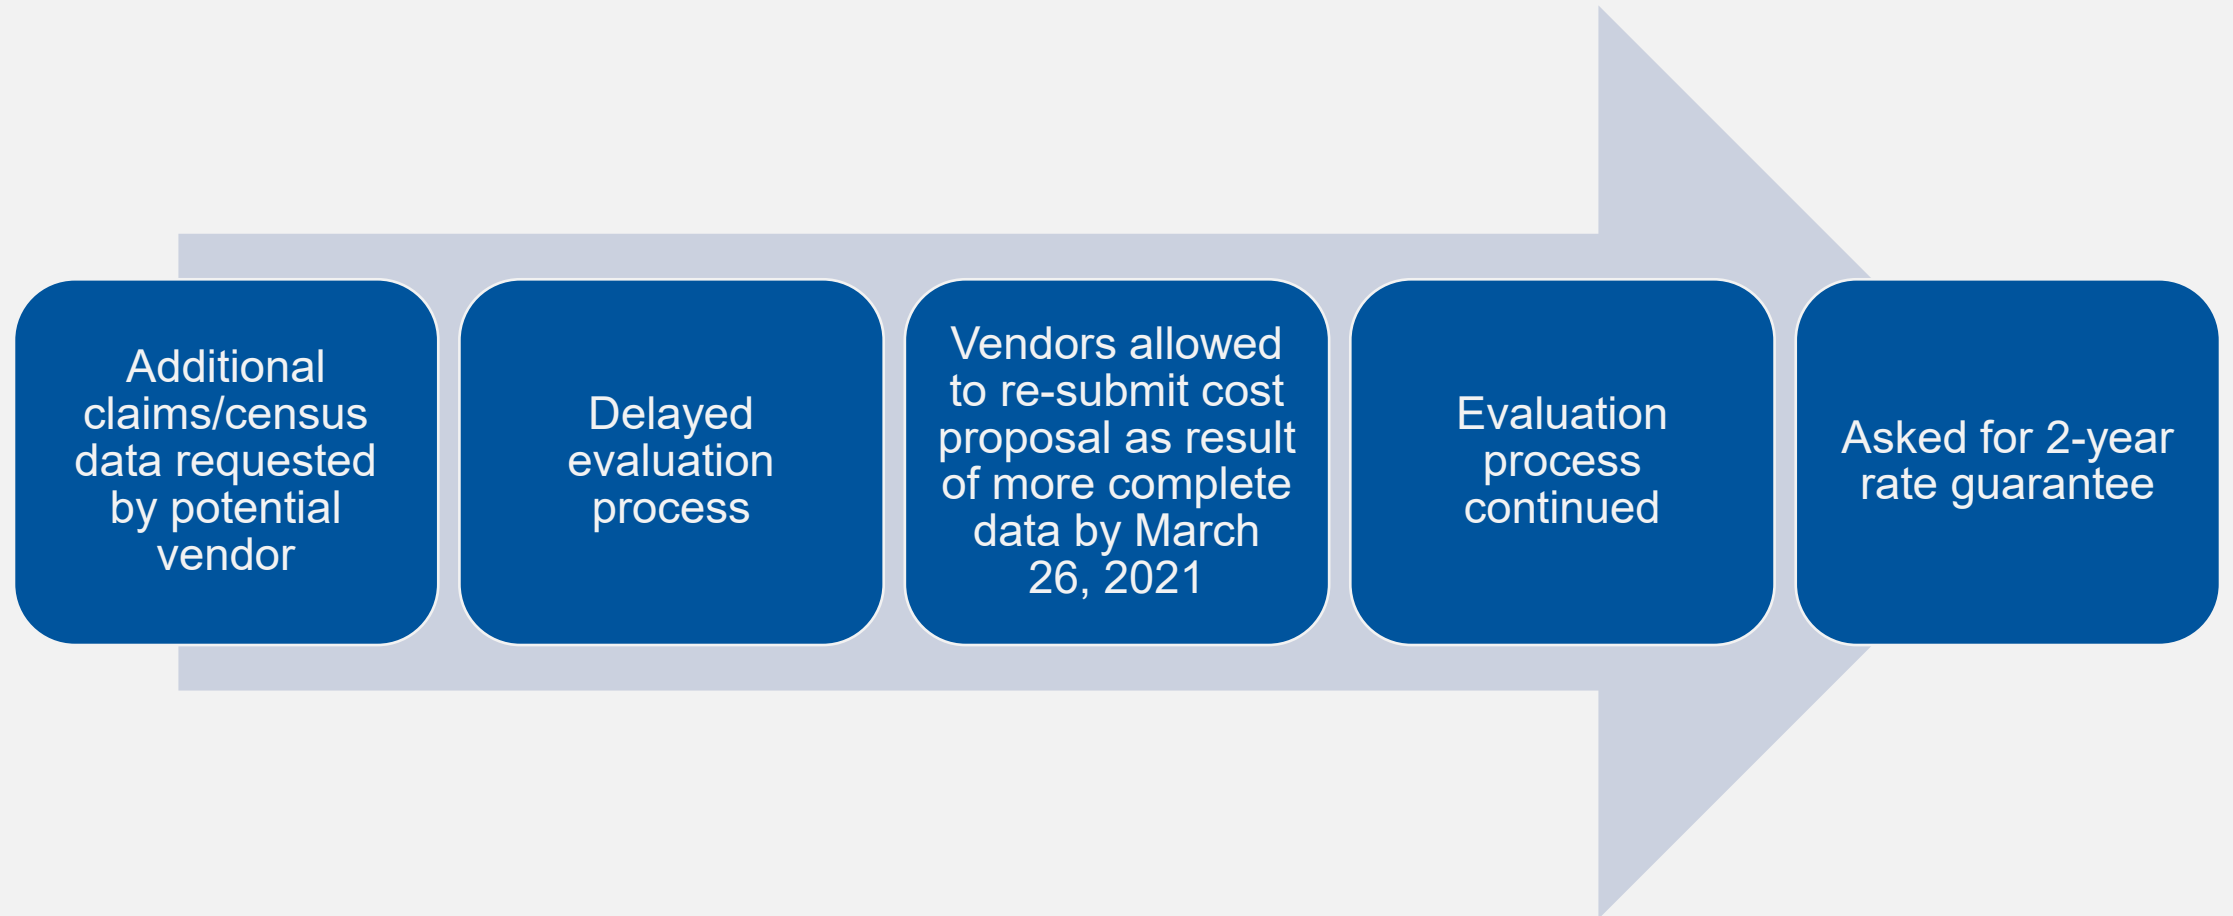 Additional
claims/census
data requested
by potential
vendor
Delayed
evaluation
process
Vendors allowed
to re-submit cost
proposal as result
of more complete
data by March
26, 2021
Evaluation
process
continued
Asked for 2-year
rate guarantee